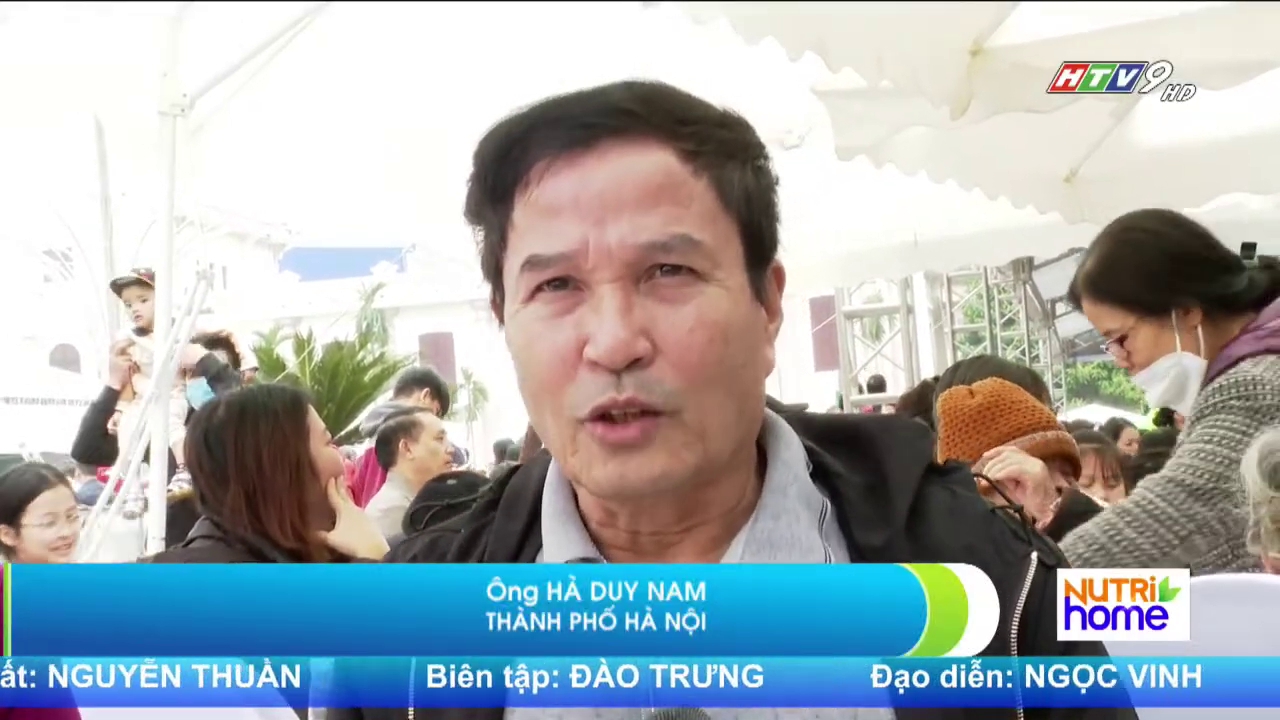 HTV9
HD
Ông HÀ DUY NAM
THÀNH PHỐ HÀ NỘI
NUTRi
home
ất: NGUYỄN THUẦN Biên tập: ĐÀO TRƯNG Đạo diễn: NGỌC VINH